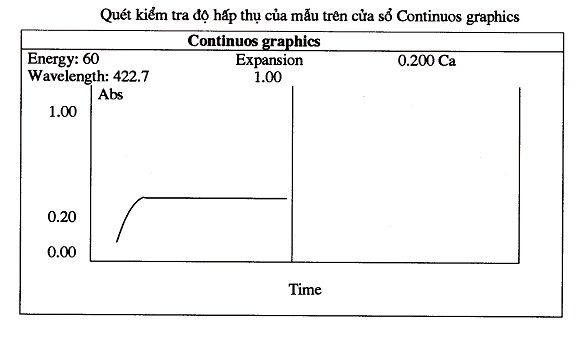 Quét kiểm tra độ hấp thụ của mẫu trên cửa sổ Continuos graphics
Continuos graphics
Energy: 60 Expansion 0.200 Ca
Wavelength: 422.7 1.00
Abs
1.00
0.20
0.00
Time